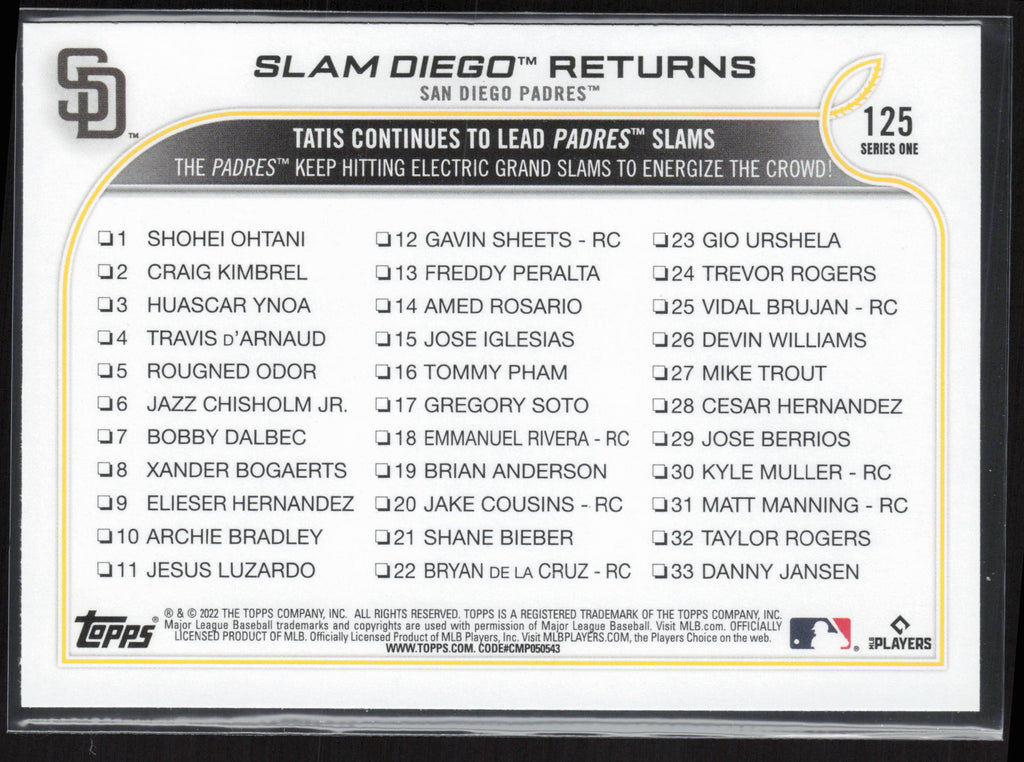 SD™
SLAM DIEGO™ RETURNS
SAN DIEGO PADRES™
125
SERIES ONE
TATIS CONTINUES TO LEAD PADRES™ SLAMS
THE PADRES™ KEEP HITTING ELECTRIC GRAND SLAMS TO ENERGIZE THE CROWD!
❏1 SHOHEI OHTANI
❏2 CRAIG KIMBREL
❏3 HUASCAR YNOA
❏4 TRAVIS D'ARNAUD
❏5 ROUGNED ODOR
❏6 JAZZ CHISHOLM JR.
❏7 BOBBY DALBEC
❏8 XANDER BOGAERTS
❏9 ELIESER HERNANDEZ
❏10 ARCHIE BRADLEY
❏11 JESUS LUZARDO
❏12 GAVIN SHEETS - RC
❏13 FREDDY PERALTA
❏14 AMED ROSARIO
❏15 JOSE IGLESIAS
❏16 TOMMY PHAM
❏17 GREGORY SOTO
❏18 EMMANUEL RIVERA - RC
❏19 BRIAN ANDERSON
❏20 JAKE COUSINS - RC
❏21 SHANE BIEBER
❏22 BRYAN DE LA CRUZ - RC
❏23 GIO URSHELA
❏24 TREVOR ROGERS
❏25 VIDAL BRUJAN - RC
❏26 DEVIN WILLIAMS
❏27 MIKE TROUT
❏28 CESAR HERNANDEZ
❏29 JOSE BERRIOS
❏30 KYLE MULLER - RC
❏31 MATT MANNING - RC
❏32 TAYLOR ROGERS
❏33 DANNY JANSEN
Topps®
® & © 2022 THE TOPPS COMPANY, INC. ALL RIGHTS RESERVED. TOPPS IS A REGISTERED TRADEMARK OF THE TOPPS COMPANY, INC.
Major League Baseball trademarks and copyrights are used with permission of Major League Baseball. Visit MLB.com. OFFICIALLY
LICENSED PRODUCT OF MLB. Officially Licensed Product of MLB Players, Inc. Visit MLBPLAYERS.COM, the Players Choice on the web.
WWW.TOPPS.COM. CODE#CMP050543
®
MLB PLAYERS